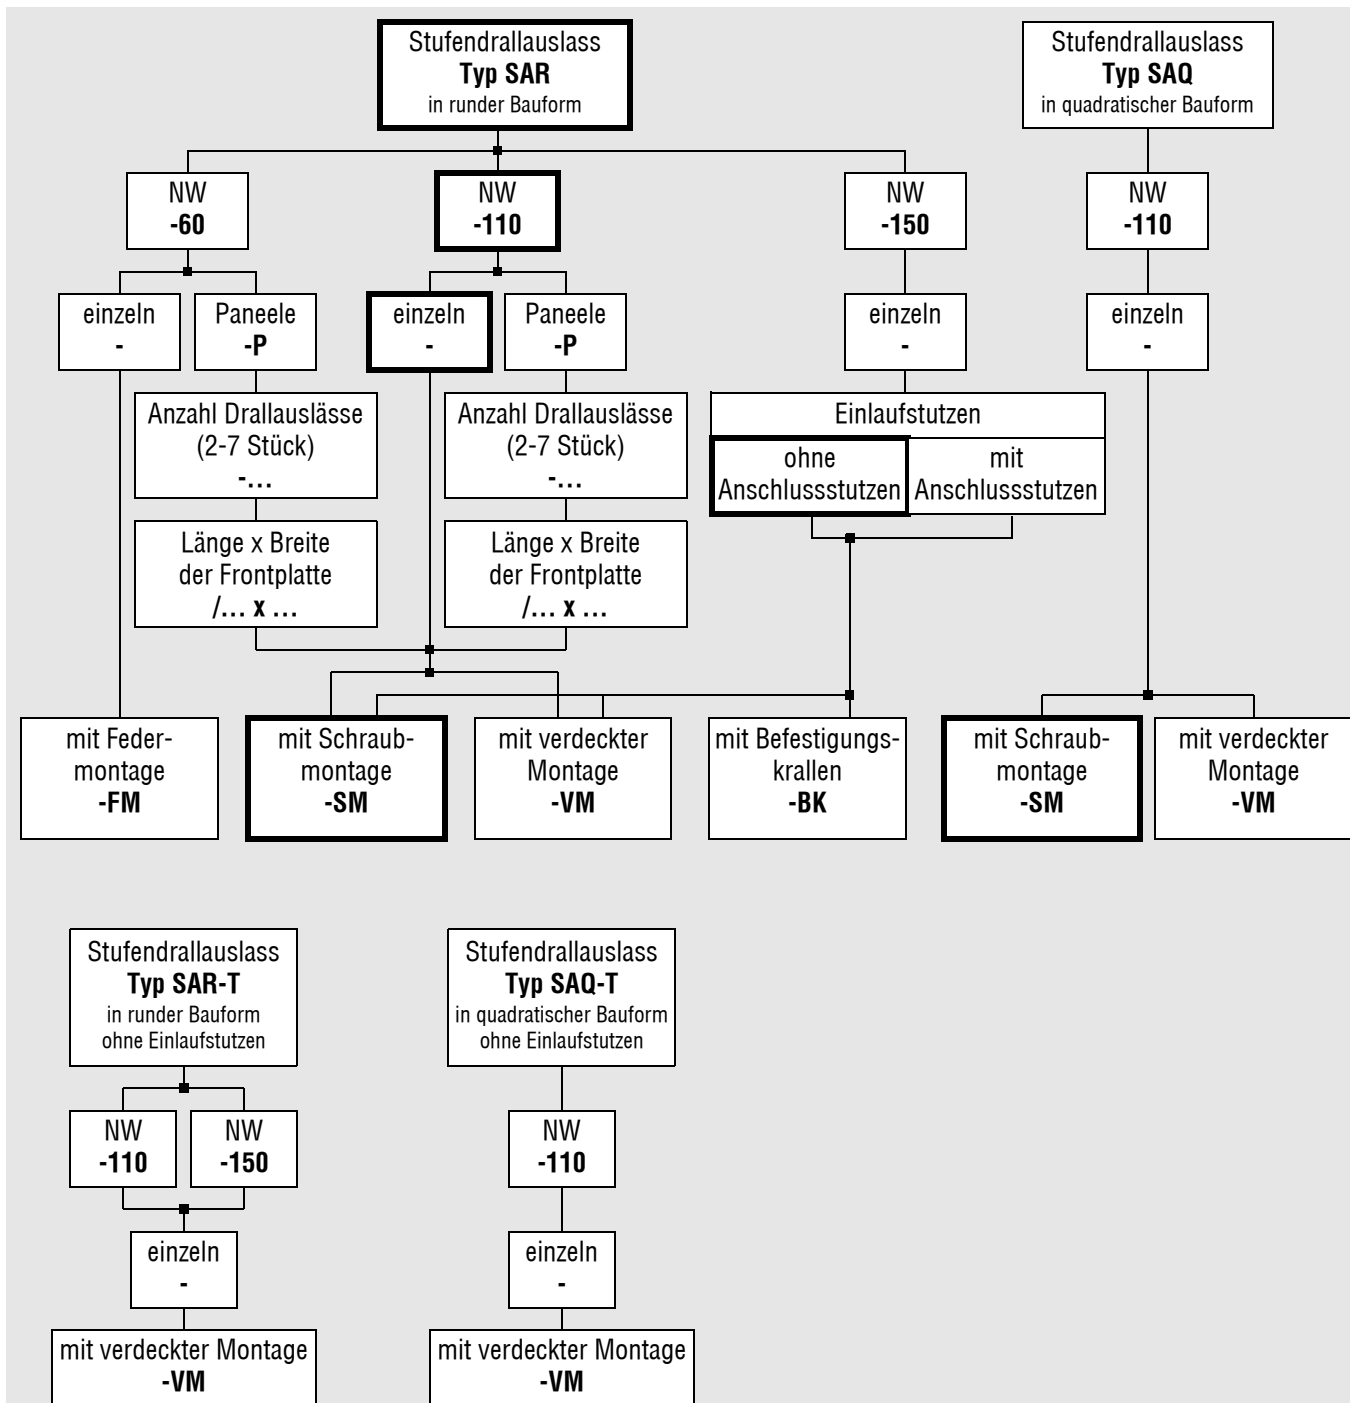 Stufendrallauslass
Typ SAR
in runder Bauform
Stufendrallauslass
Typ SAQ
in quadratischer Bauform
NW
-60
NW
-110
NW
-150
NW
-110
einzeln
-
Paneele
-P
einzeln
-
Paneele
-P
einzeln
-
einzeln
-
Anzahl Drallauslässe
(2-7 Stück)
-...
Anzahl Drallauslässe
(2-7 Stück)
-...
Einlaufstutzen
ohne
Anschlussstutzen
mit
Anschlussstutzen
Länge x Breite
der Frontplatte
/... x ...
Länge x Breite
der Frontplatte
/... x ...
mit Feder-
montage
-FM
mit Schraub-
montage
-SM
mit verdeckter
Montage
-VM
mit Befestigungs-
krallen
-BK
mit Schraub-
montage
-SM
mit verdeckter
Montage
-VM
Stufendrallauslass
Typ SAR-T
in runder Bauform
ohne Einlaufstutzen
Stufendrallauslass
Typ SAQ-T
in quadratischer Bauform
ohne Einlaufstutzen
NW
-110
NW
-150
NW
-110
einzeln
-
einzeln
-
mit verdeckter Montage
-VM
mit verdeckter Montage
-VM